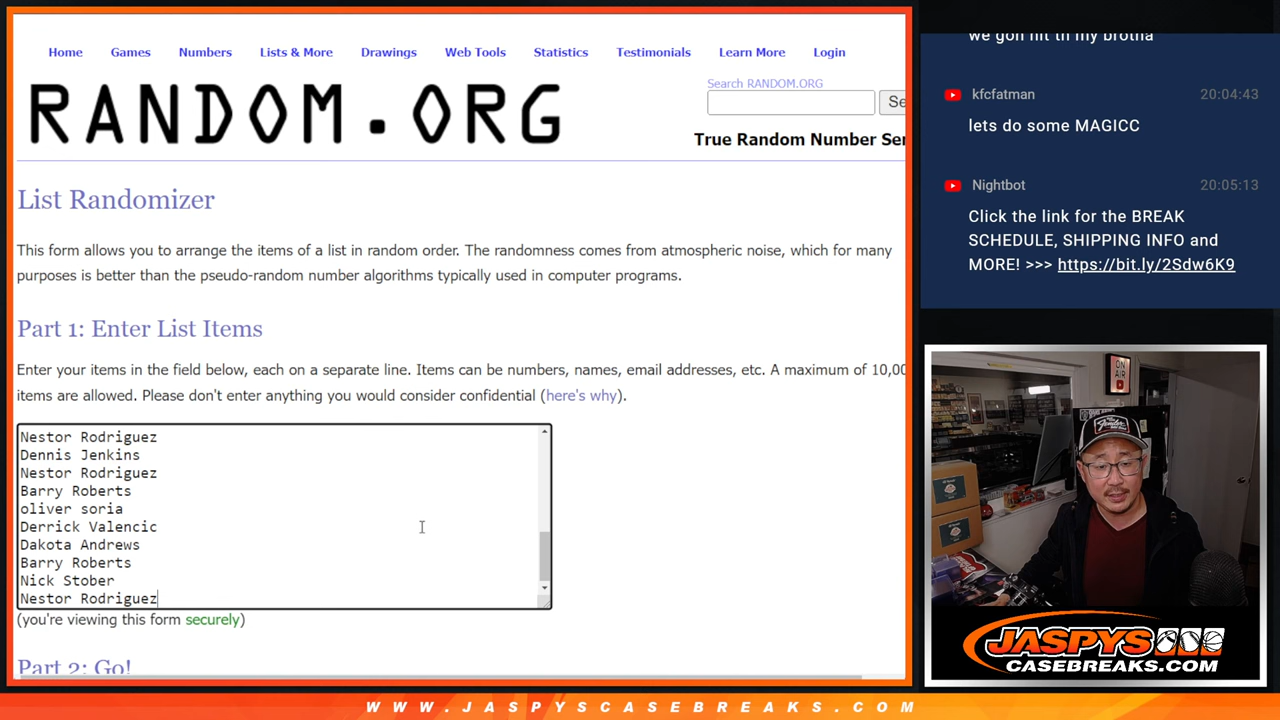 Home Games Numbers Lists & More Drawings Web Tools Statistics Testimonials Learn More Login
RANDOM.ORG
Search RANDOM.ORG
Se
True Random Number Ser
List Randomizer
This form allows you to arrange the items of a list in random order. The randomness comes from atmospheric noise, which for many
purposes is better than the pseudo-random number algorithms typically used in computer programs.
Part 1: Enter List Items
Enter your items in the field below, each on a separate line. Items can be numbers, names, email addresses, etc. A maximum of 10,00
items are allowed. Please don't enter anything you would consider confidential (here's why).
Nestor Rodriguez
Dennis Jenkins
Nestor Rodriguez
Barry Roberts
oliver soria
Derrick Valencic
Dakota Andrews
Barry Roberts
Nick Stober
Nestor Rodriguez
(you're viewing this form securely)
Part 2: Go!
we gon hit th my brotha
kfcfatman 20:04:43
lets do some MAGICC
Nightbot 20:05:13
Click the link for the BREAK
SCHEDULE, SHIPPING INFO and
MORE! >>> https://bit.ly/2Sdw6K9
ON
AIR
Fender
JASPYS
CASEBREAKS.COM
WWW.JASPYSCASEBREAKS.COM